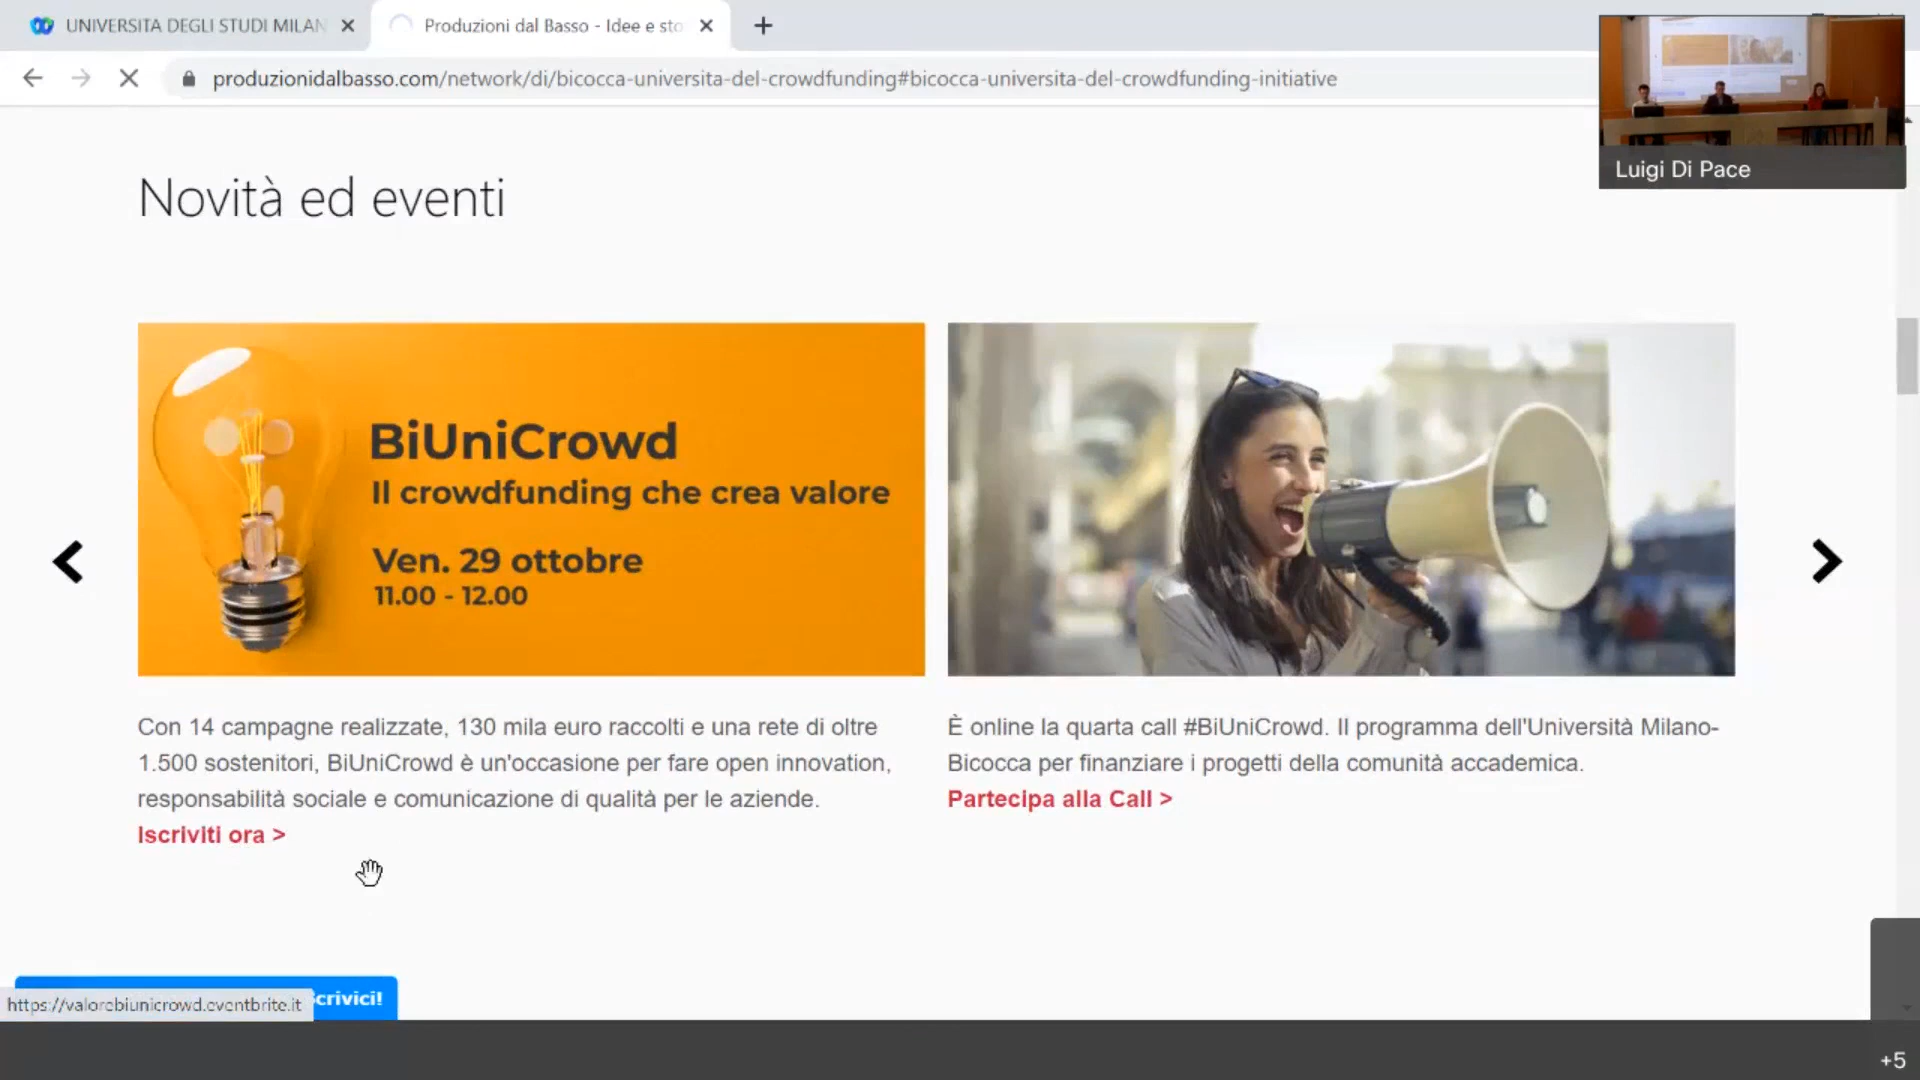 UNIVERSITA DEGLI STUDI MILAN
Produzioni dal Basso - Idee e sto
produzionidalbasso.com/network/di/bicocca-universita-del-crowdfunding#bicocca-universita-del-crowdfunding-initiative
Luigi Di Pace
Novità ed eventi
BiUniCrowd
Il crowdfunding che crea valore
Ven. 29 ottobre
11.00 - 12.00
Con 14 campagne realizzate, 130 mila euro raccolti e una rete di oltre
1.500 sostenitori, BiUniCrowd è un'occasione per fare open innovation,
responsabilità sociale e comunicazione di qualità per le aziende.
Iscriviti ora >
È online la quarta call #BiUniCrowd. Il programma dell'Università Milano-
Bicocca per finanziare i progetti della comunità accademica.
Partecipa alla Call >
scrivici!
https://valorebiunicrowd.eventbrite.it
+5